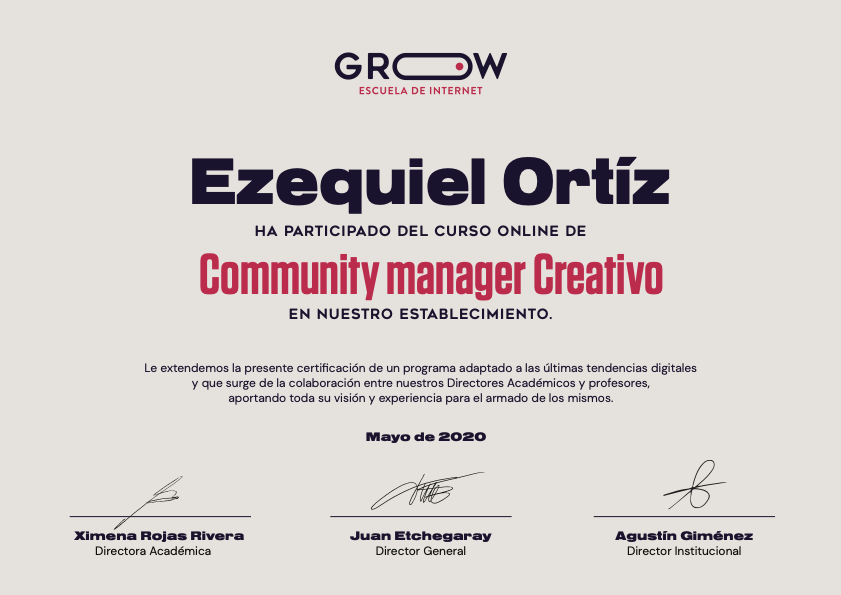 GROW
ESCUELA DE INTERNET
Ezequiel Ortíz
HA PARTICIPADO DEL CURSO ONLINE DE
Community manager Creativo
EN NUESTRO ESTABLECIMIENTO.
Le extendemos la presente certificación de un programa adaptado a las últimas tendencias digitales
y que surge de la colaboración entre nuestros Directores Académicos y profesores,
aportando toda su visión y experiencia para el armado de los mismos.
Mayo de 2020
Ximena Rojas Rivera
Directora Académica
Juan Etchegaray
Director General
Agustín Giménez
Director Institucional